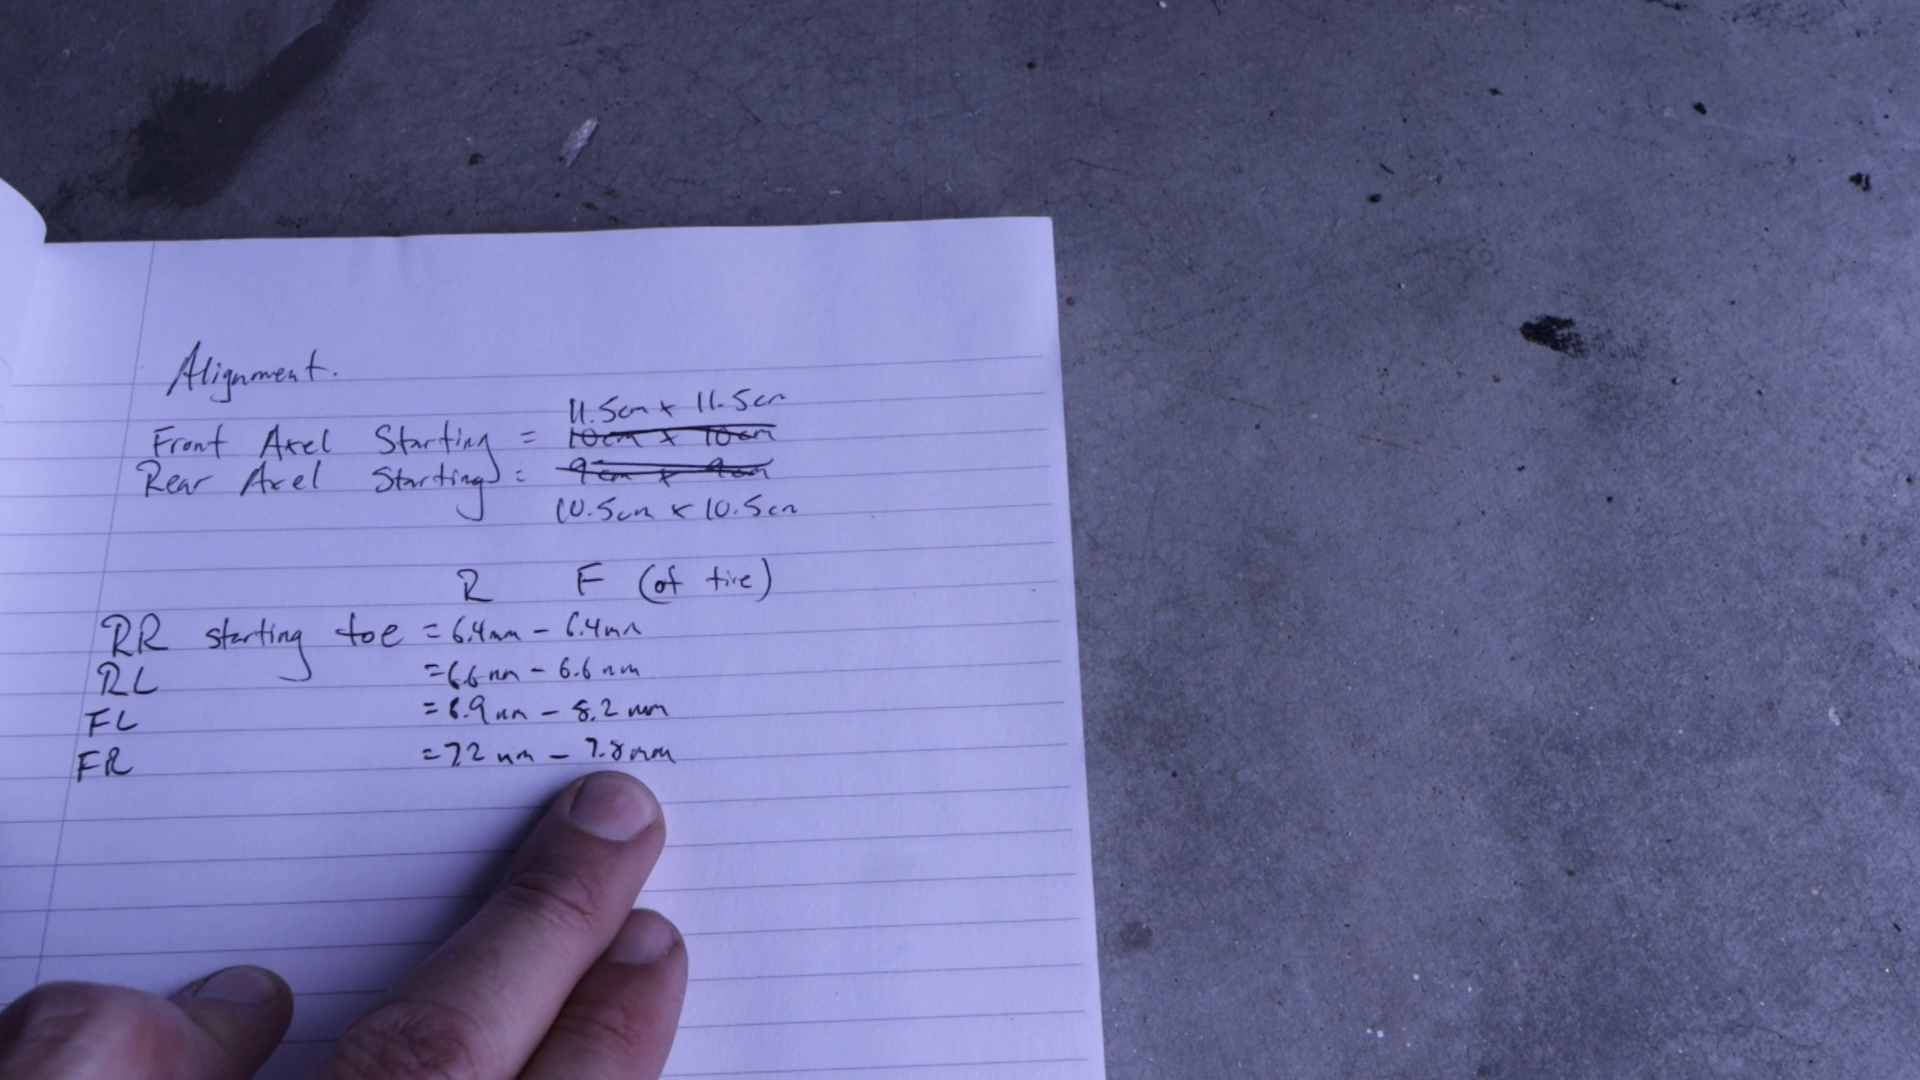 Alignment.
11.5cm x 11.5cm
Front Axel Starting = 10cm x 10cm
Rear Axel Starting = 9cm x 9cm
10.5cm x 10.5cm
R F (of tire)
RR starting toe = 6.4mm - 6.4mm
RL = 6.6mm - 6.6mm
FL = 8.2mm
FR = 7.2mm - 7.8mm